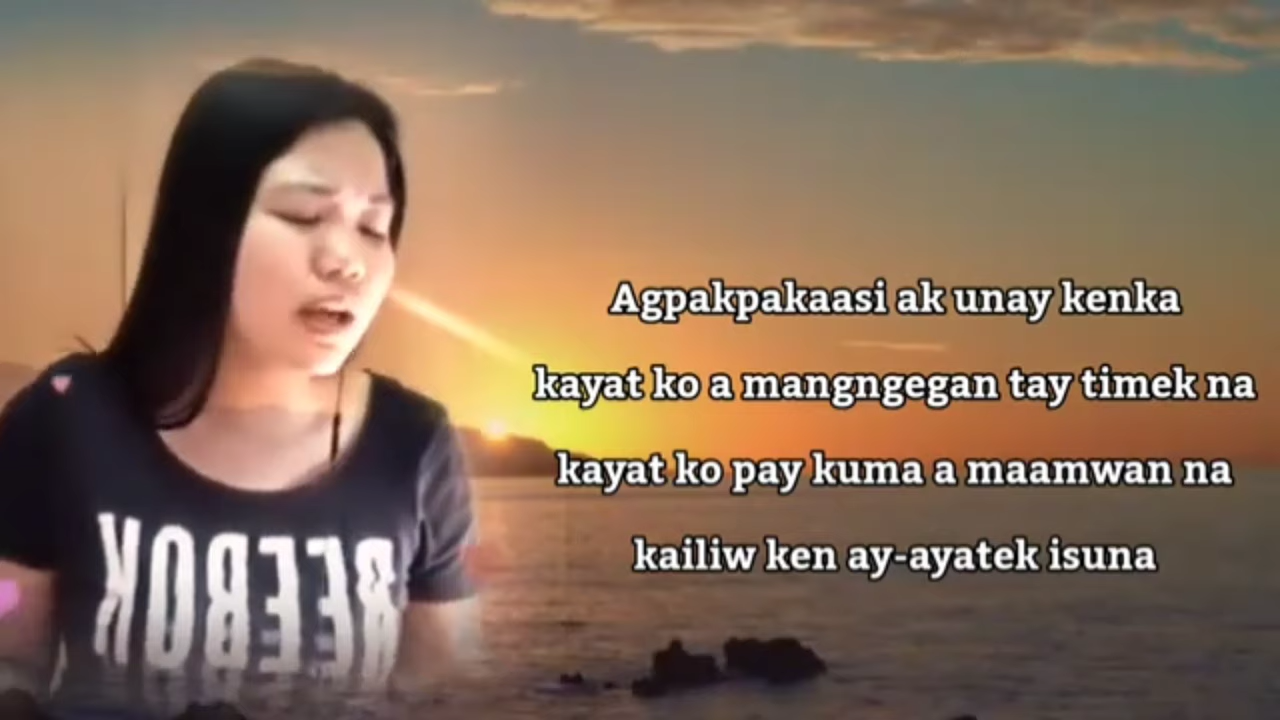 Agpakpakaasi ak unay kenka
kayat ko a mangngegan tay timek na
kayat ko pay kuma a maamwan na
kailiw ken ay-ayatek isuna
REEBOK